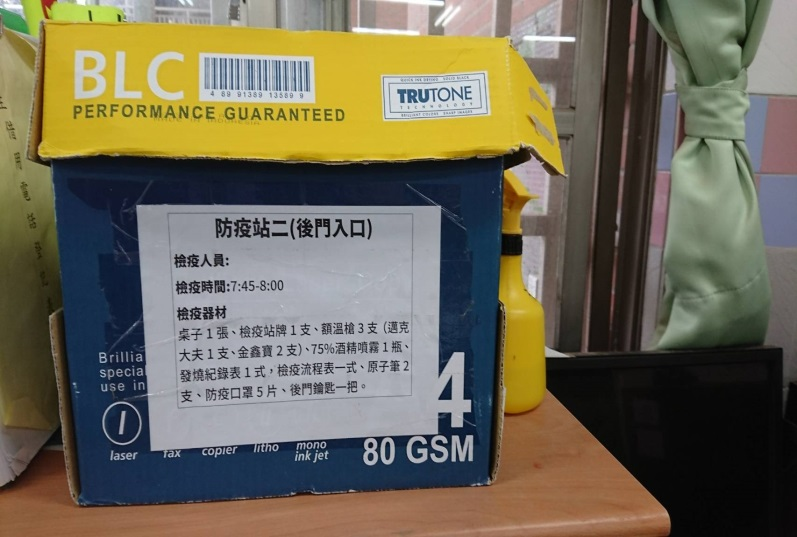 BLC
4 89 91389 13589 9
PERFORMANCE GUARANTEED
TRUTONE
TECHNOLOGY
防疫站二(後門入口)
檢疫人員:
檢疫時間:7:45-8:00
檢疫器材
桌子 1 張、檢疫站牌 1 支、額溫槍 3 支（邁克
大夫 1 支、金鑫寶 2 支）、75%酒精噴霧 1 瓶、
發燒紀錄表 1 式，檢疫流程表一式、原子筆 2
支、防疫口罩 5 片、後門鑰匙一把。
Brillia
special
use in
4
laser fax copier litho mono
ink jet
80 GSM